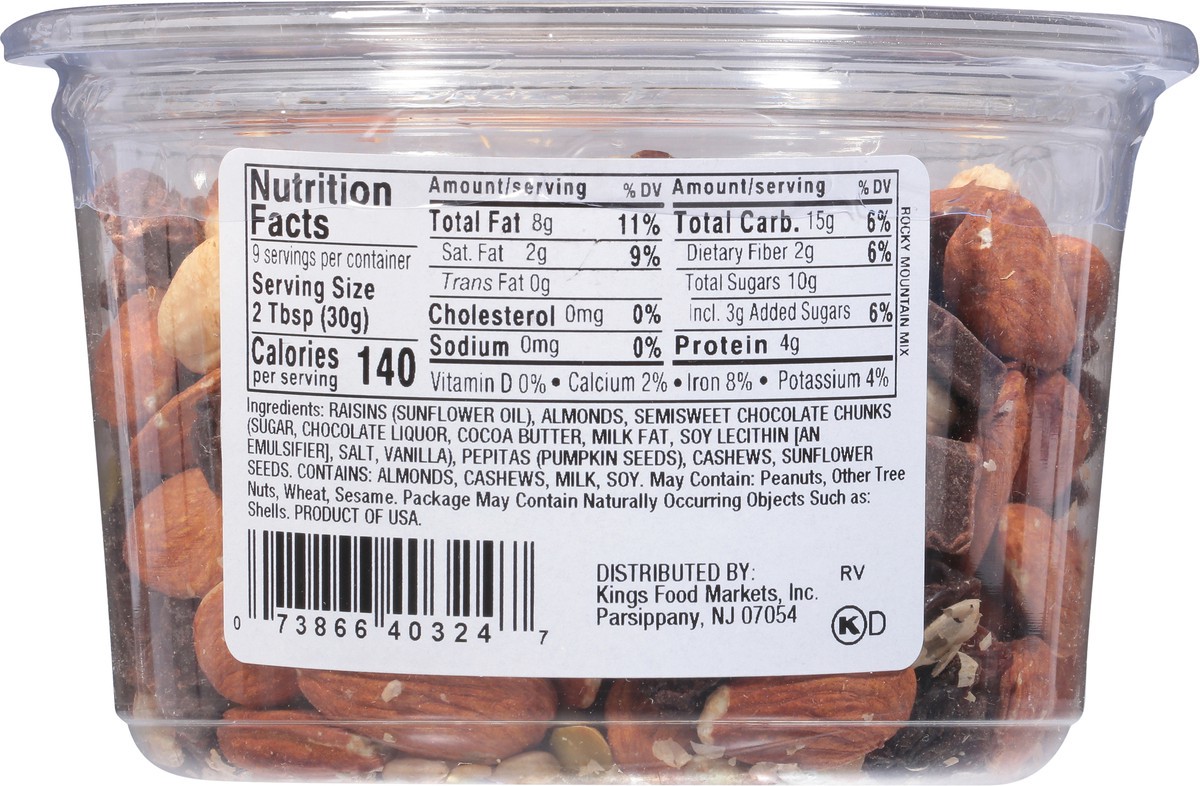 Nutrition
Facts
9 servings per container
Serving Size
2 Tbsp (30g)
Calories 140
per serving
Amount/serving % DV
Total Fat 8g 11%
Sat. Fat 2g 9%
Trans Fat 0g
Cholesterol 0mg 0%
Sodium 0mg 0%
Amount/serving % DV
Total Carb. 15g 6%
Dietary Fiber 2g 6%
Total Sugars 10g
Incl. 3g Added Sugars 6%
Protein 4g
Vitamin D 0% • Calcium 2% • Iron 8% • Potassium 4%
ROCKY MOUNTAIN MIX
Ingredients: RAISINS (SUNFLOWER OIL), ALMONDS, SEMISWEET CHOCOLATE CHUNKS
(SUGAR, CHOCOLATE LIQUOR, COCOA BUTTER, MILK FAT, SOY LECITHIN [AN
EMULSIFIER], SALT, VANILLA), PEPITAS (PUMPKIN SEEDS), CASHEWS, SUNFLOWER
SEEDS. CONTAINS: ALMONDS, CASHEWS, MILK, SOY. May Contain: Peanuts, Other Tree
Nuts, Wheat, Sesame. Package May Contain Naturally Occurring Objects Such as:
Shells. PRODUCT OF USA.
0 73866 40324 7
DISTRIBUTED BY:
Kings Food Markets, Inc.
Parsippany, NJ 07054
RV
K D